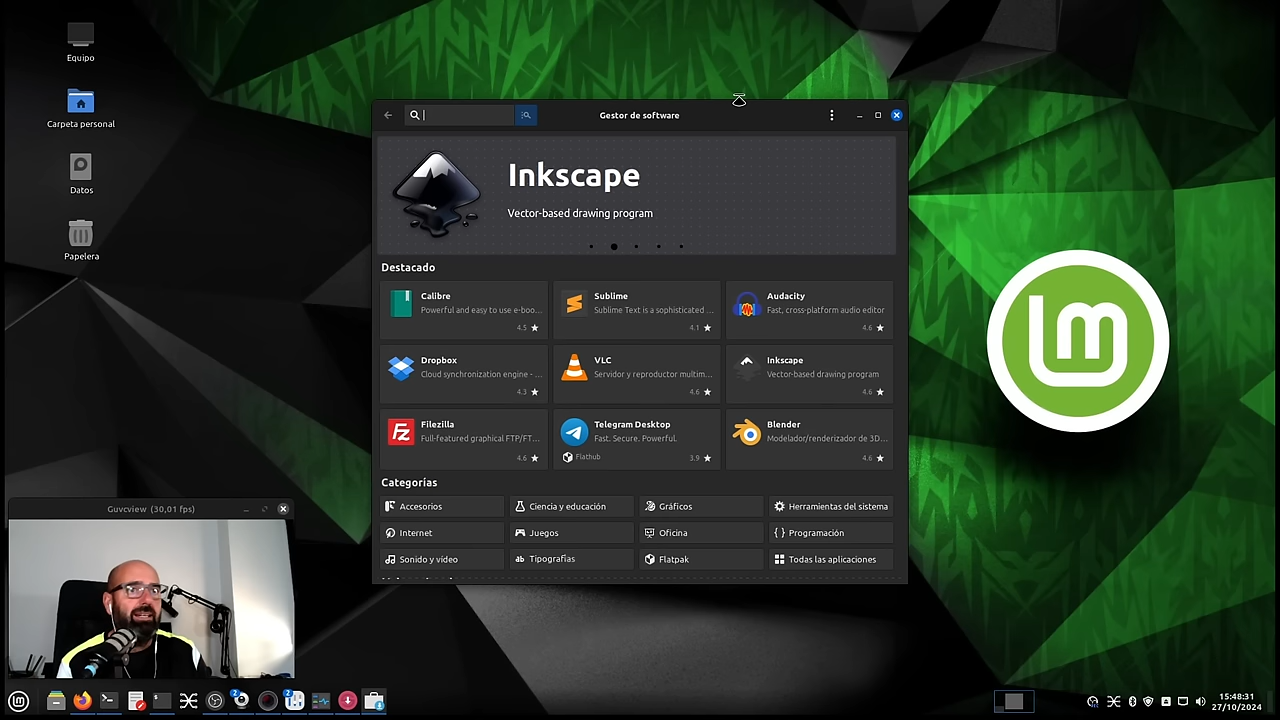 Equipo
Carpeta personal
Datos
Papelera
Gestor de software
Inkscape
Vector-based drawing program
Destacado
Calibre
Powerful and easy to use e-boo...
4.5
Sublime
Sublime Text is a sophisticated ...
4.1
Audacity
Fast, cross-platform audio editor
4.6
Dropbox
Cloud synchronization engine - ...
4.3
VLC
Servidor y reproductor multim...
4.6
Inkscape
Vector-based drawing program
4.6
Filezilla
Full-featured graphical FTP/FT...
4.6
Telegram Desktop
Fast. Secure. Powerful.
Flathub
3.9
Blender
Modelador/renderizador de 3D...
4.6
Categorías
Accesorios
Ciencia y educación
Gráficos
Herramientas del sistema
Internet
Juegos
Oficina
Programación
Sonido y vídeo
Tipografías
Flatpak
Todas las aplicaciones
Guvcview (30,01 fps)
2
2
15:48:31
27/10/2024